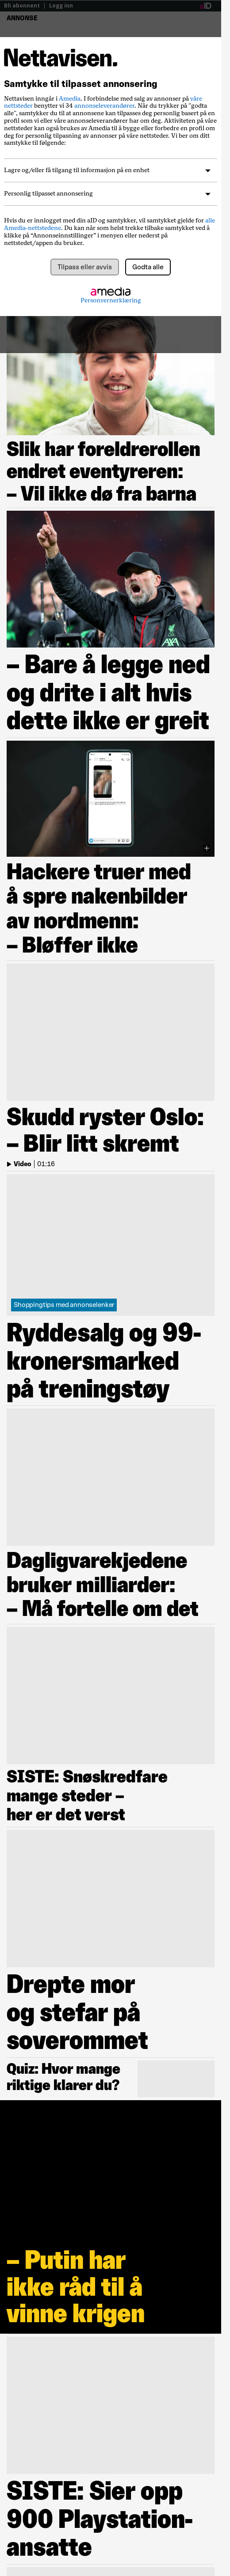 Bli abonnent | Logg inn
aID
ANNONSE
Nettavisen.
Samtykke til tilpasset annonsering
Nettavisen inngår i Amedia. I forbindelse med salg av annonser på våre
nettsteder benytter vi 34 annonseleverandører. Når du trykker på "godta
alle", samtykker du til at annonsene kan tilpasses deg personlig basert på din
profil som vi eller våre annonseleverandører har om deg. Aktiviteten på våre
nettsteder kan også brukes av Amedia til å bygge eller forbedre en profil om
deg for personlig tilpasning av annonser på våre nettsteder. Vi ber om ditt
samtykke til følgende:
Lagre og/eller få tilgang til informasjon på en enhet
Personlig tilpasset annonsering
Hvis du er innlogget med din aID og samtykker, vil samtykket gjelde for alle
Amedia-nettstedene. Du kan når som helst trekke tilbake samtykket ved å
klikke på “Annonseinnstillinger” i menyen eller nederst på
nettstedet/appen du bruker.
Tilpass eller avvis
Godta alle
amedia
Personvernerklæring
Slik har foreldrerollen
endret eventyreren:
– Vil ikke dø fra barna
AXA
– Bare å legge ned
og drite i alt hvis
dette ikke er greit
Hackere truer med
å spre nakenbilder
av nordmenn:
– Bløffer ikke
Skudd ryster Oslo:
– Blir litt skremt
Video | 01:16
Shoppingtips med annonselenker
Ryddesalg og 99-
kronersmarked
på treningstøy
Dagligvarekjedene
bruker milliarder:
– Må fortelle om det
SISTE: Snøskredfare
mange steder –
her er det verst
Drepte mor
og stefar på
soverommet
Quiz: Hvor mange
riktige klarer du?
– Putin har
ikke råd til å
vinne krigen
SISTE: Sier opp
900 Playstation-
ansatte